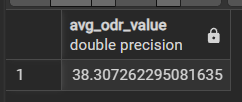 avg_odr_value
double precision
1
38.307262295081635